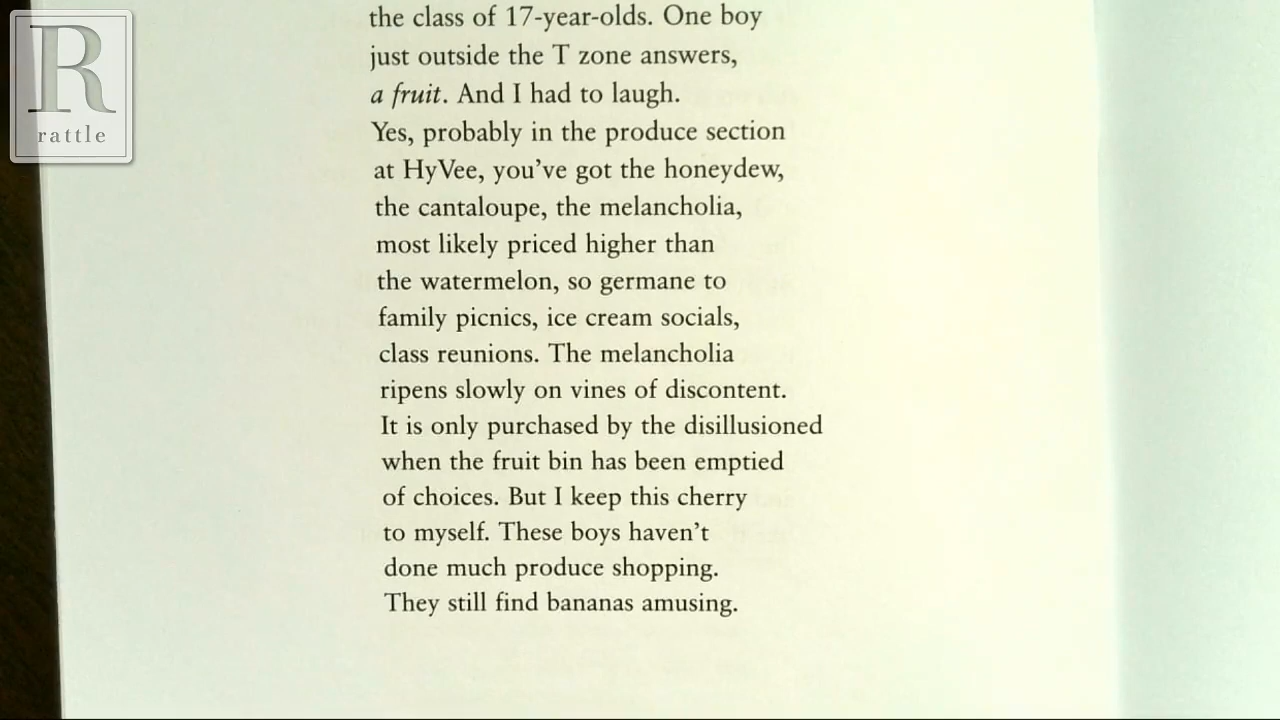 R
rattle
the class of 17-year-olds. One boy
just outside the T zone answers,
a fruit. And I had to laugh.
Yes, probably in the produce section
at HyVee, you’ve got the honeydew,
the cantaloupe, the melancholia,
most likely priced higher than
the watermelon, so germane to
family picnics, ice cream socials,
class reunions. The melancholia
ripens slowly on vines of discontent.
It is only purchased by the disillusioned
when the fruit bin has been emptied
of choices. But I keep this cherry
to myself. These boys haven’t
done much produce shopping.
They still find bananas amusing.